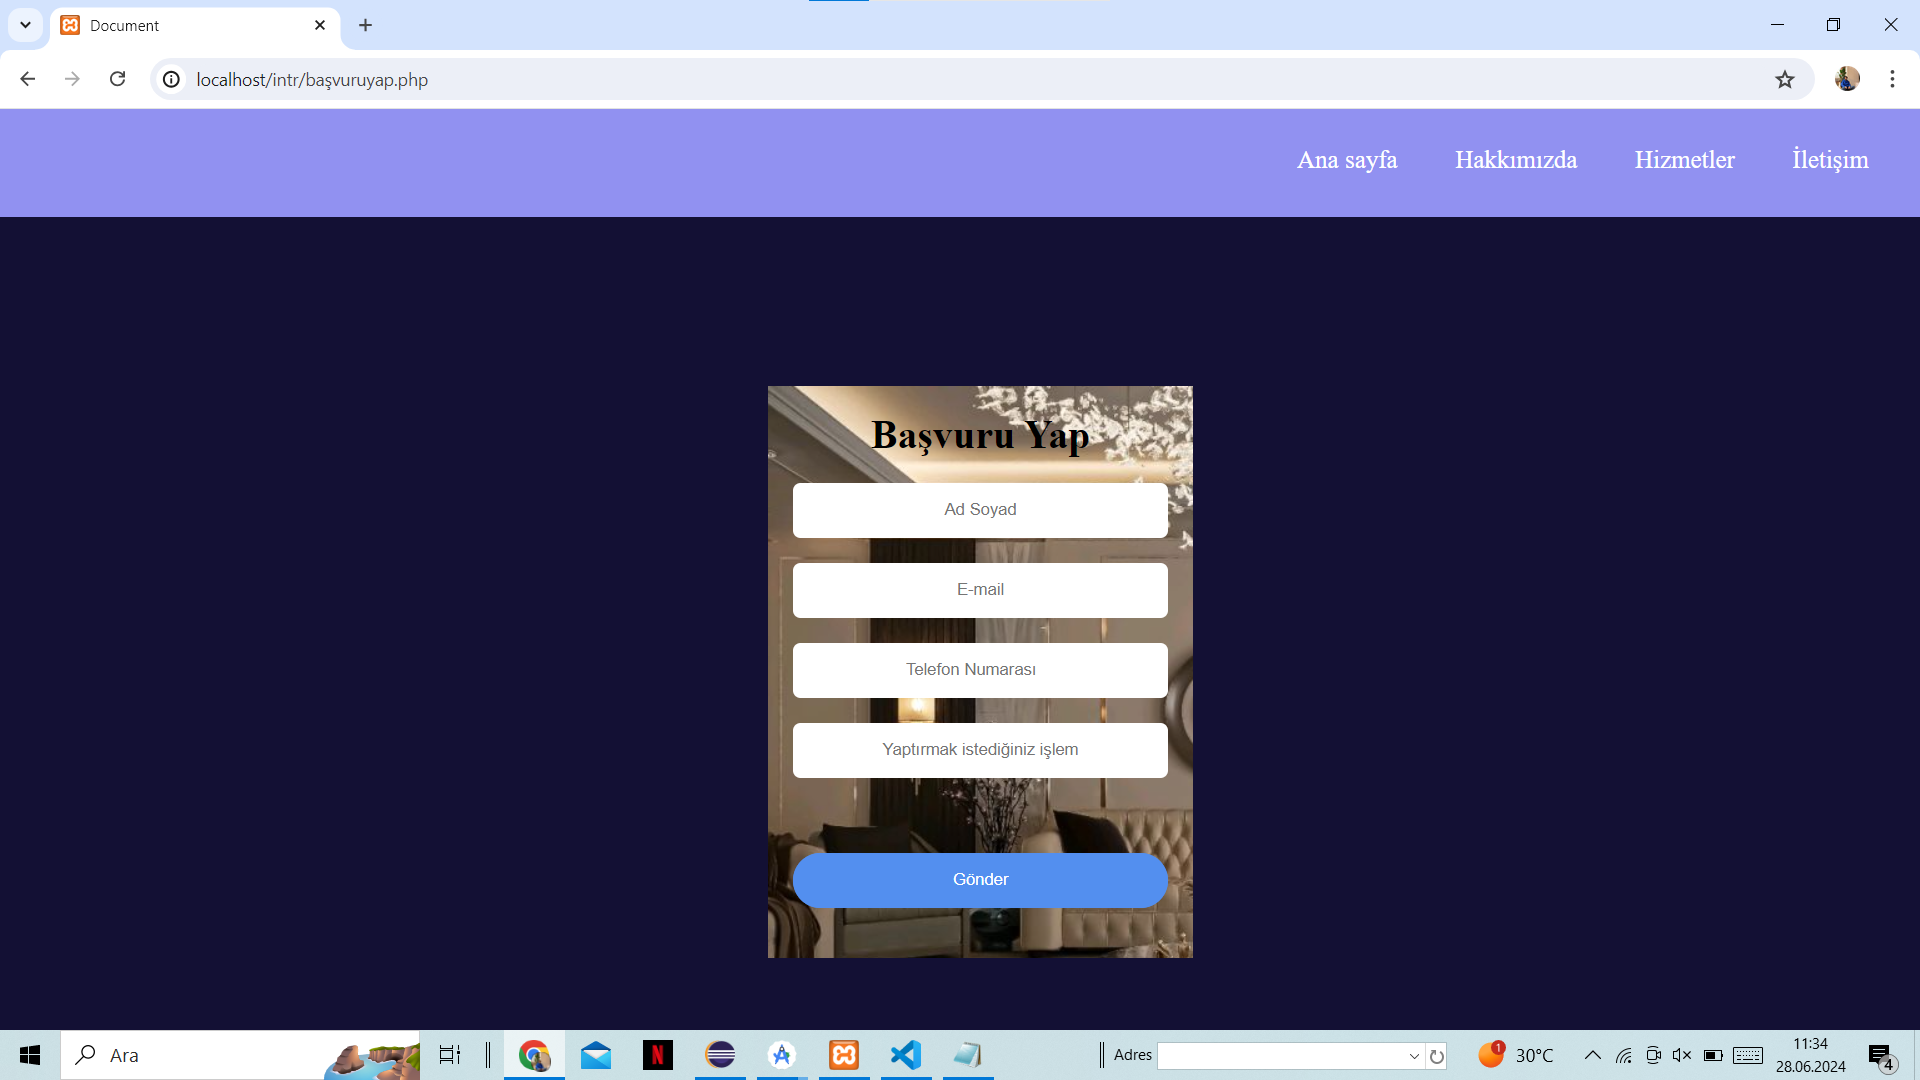 Document
localhost/intr/başvuruyap.php
Ana sayfa Hakkımızda Hizmetler İletişim
Başvuru Yap
Ad Soyad
E-mail
Telefon Numarası
Yaptırmak istediğiniz işlem
Gönder
Ara
N
Adres
1
30°C
11:34
28.06.2024
4